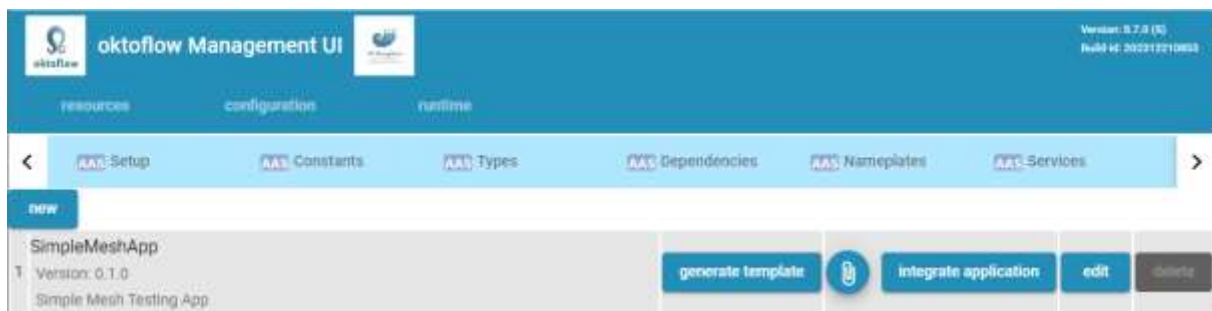 oktoflow
oktoflow Management UI
Version: 0.7.0 (S)
resources configuration runtime
AAS Setup AAS Constants AAS Types AAS Dependencies AAS Nameplates AAS Services
new
SimpleMeshApp
1 Version: 0.1.0
Simple Mesh Testing App
generate template integrate application edit delete